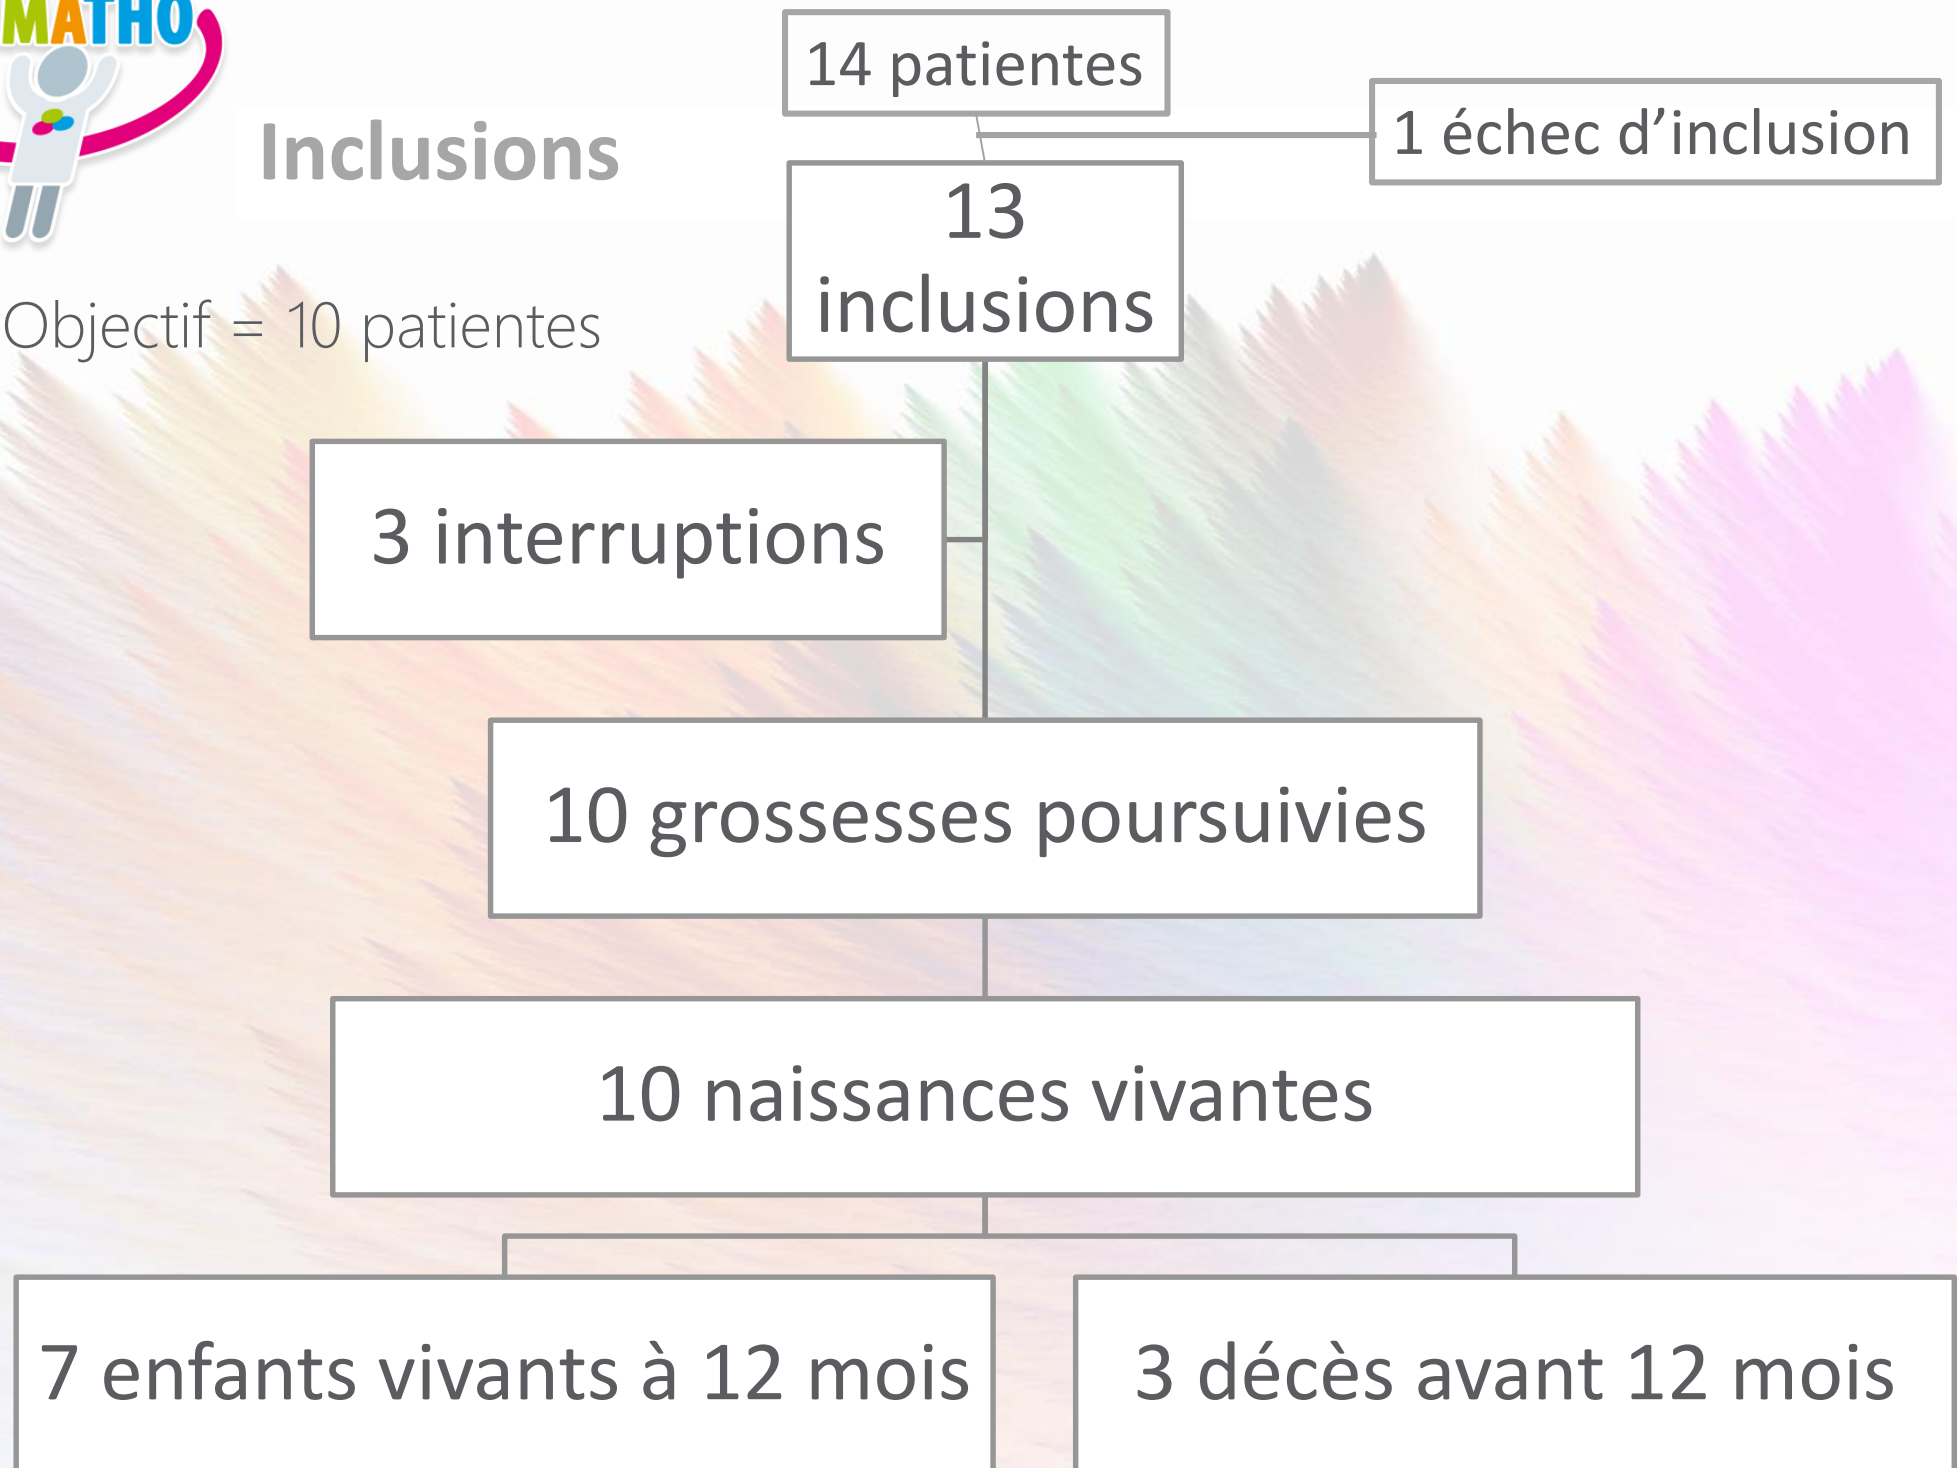 MATHO
14 patientes
1 échec d’inclusion
Inclusions
13
inclusions
Objectif = 10 patientes
3 interruptions
10 grossesses poursuivies
10 naissances vivantes
7 enfants vivants à 12 mois
3 décès avant 12 mois